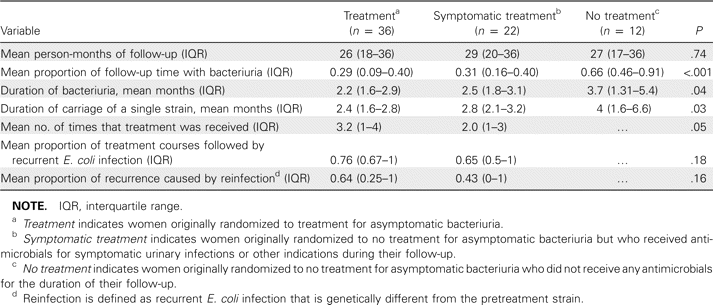 Variable Treatmentᵃ (n = 36) Symptomatic treatmentᵇ (n = 22) No treatmentᶜ (n = 12) P
Mean person-months of follow-up (IQR) 26 (18–36) 29 (20–36) 27 (17–36) .74
Mean proportion of follow-up time with bacteriuria (IQR) 0.29 (0.09–0.40) 0.31 (0.16–0.40) 0.66 (0.46–0.91) <.001
Duration of bacteriuria, mean months (IQR) 2.2 (1.6–2.9) 2.5 (1.8–3.1) 3.7 (1.31–5.4) .04
Duration of carriage of a single strain, mean months (IQR) 2.4 (1.6–2.8) 2.8 (2.1–3.2) 4 (1.6–6.6) .03
Mean no. of times that treatment was received (IQR) 3.2 (1–4) 2.0 (1–3) … .05
Mean proportion of treatment courses followed by
recurrent E. coli infection (IQR) 0.76 (0.67–1) 0.65 (0.5–1) … .18
Mean proportion of recurrence caused by reinfectionᵈ (IQR) 0.64 (0.25–1) 0.43 (0–1) … .16
NOTE. IQR, interquartile range.
ᵃ Treatment indicates women originally randomized to treatment for asymptomatic bacteriuria.
ᵇ Symptomatic treatment indicates women originally randomized to no treatment for asymptomatic bacteriuria but who received anti-
microbials for symptomatic urinary infections or other indications during their follow-up.
ᶜ No treatment indicates women originally randomized to no treatment for asymptomatic bacteriuria who did not receive any antimicrobials
for the duration of their follow-up.
ᵈ Reinfection is defined as recurrent E. coli infection that is genetically different from the pretreatment strain.